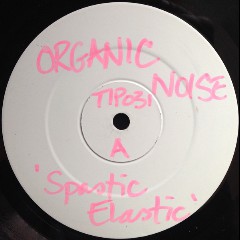 ORGANIC
NOISE
TIP031
A
'Spastic
Elastic'